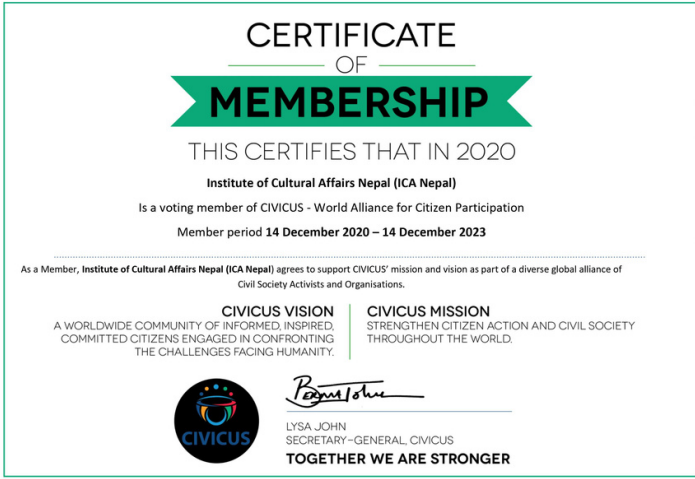 CERTIFICATE
OF
MEMBERSHIP
THIS CERTIFIES THAT IN 2020
Institute of Cultural Affairs Nepal (ICA Nepal)
Is a voting member of CIVICUS - World Alliance for Citizen Participation
Member period 14 December 2020 – 14 December 2023
As a Member, Institute of Cultural Affairs Nepal (ICA Nepal) agrees to support CIVICUS’ mission and vision as part of a diverse global alliance of
Civil Society Activists and Organisations.
CIVICUS VISION
A WORLDWIDE COMMUNITY OF INFORMED, INSPIRED,
COMMITTED CITIZENS ENGAGED IN CONFRONTING
THE CHALLENGES FACING HUMANITY.
CIVICUS MISSION
STRENGTHEN CITIZEN ACTION AND CIVIL SOCIETY
THROUGHOUT THE WORLD.
CIVICUS
LYSA JOHN
SECRETARY-GENERAL, CIVICUS
TOGETHER WE ARE STRONGER